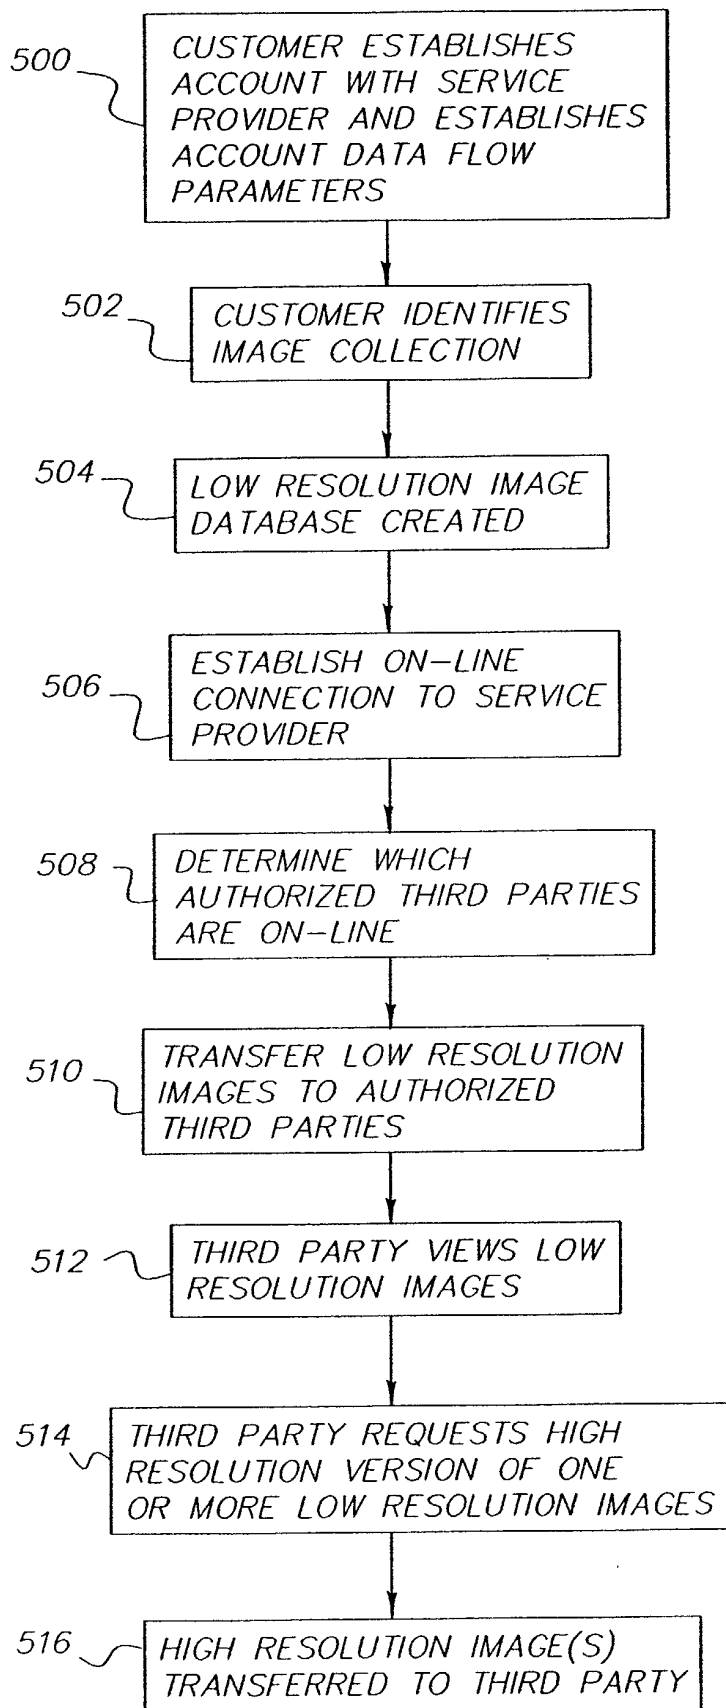 500
CUSTOMER ESTABLISHES
ACCOUNT WITH SERVICE
PROVIDER AND ESTABLISHES
ACCOUNT DATA FLOW
PARAMETERS
502
CUSTOMER IDENTIFIES
IMAGE COLLECTION
504
LOW RESOLUTION IMAGE
DATABASE CREATED
506
ESTABLISH ON-LINE
CONNECTION TO SERVICE
PROVIDER
508
DETERMINE WHICH
AUTHORIZED THIRD PARTIES
ARE ON-LINE
510
TRANSFER LOW RESOLUTION
IMAGES TO AUTHORIZED
THIRD PARTIES
512
THIRD PARTY VIEWS LOW
RESOLUTION IMAGES
514
THIRD PARTY REQUESTS HIGH
RESOLUTION VERSION OF ONE
OR MORE LOW RESOLUTION IMAGES
516
HIGH RESOLUTION IMAGE(S)
TRANSFERRED TO THIRD PARTY